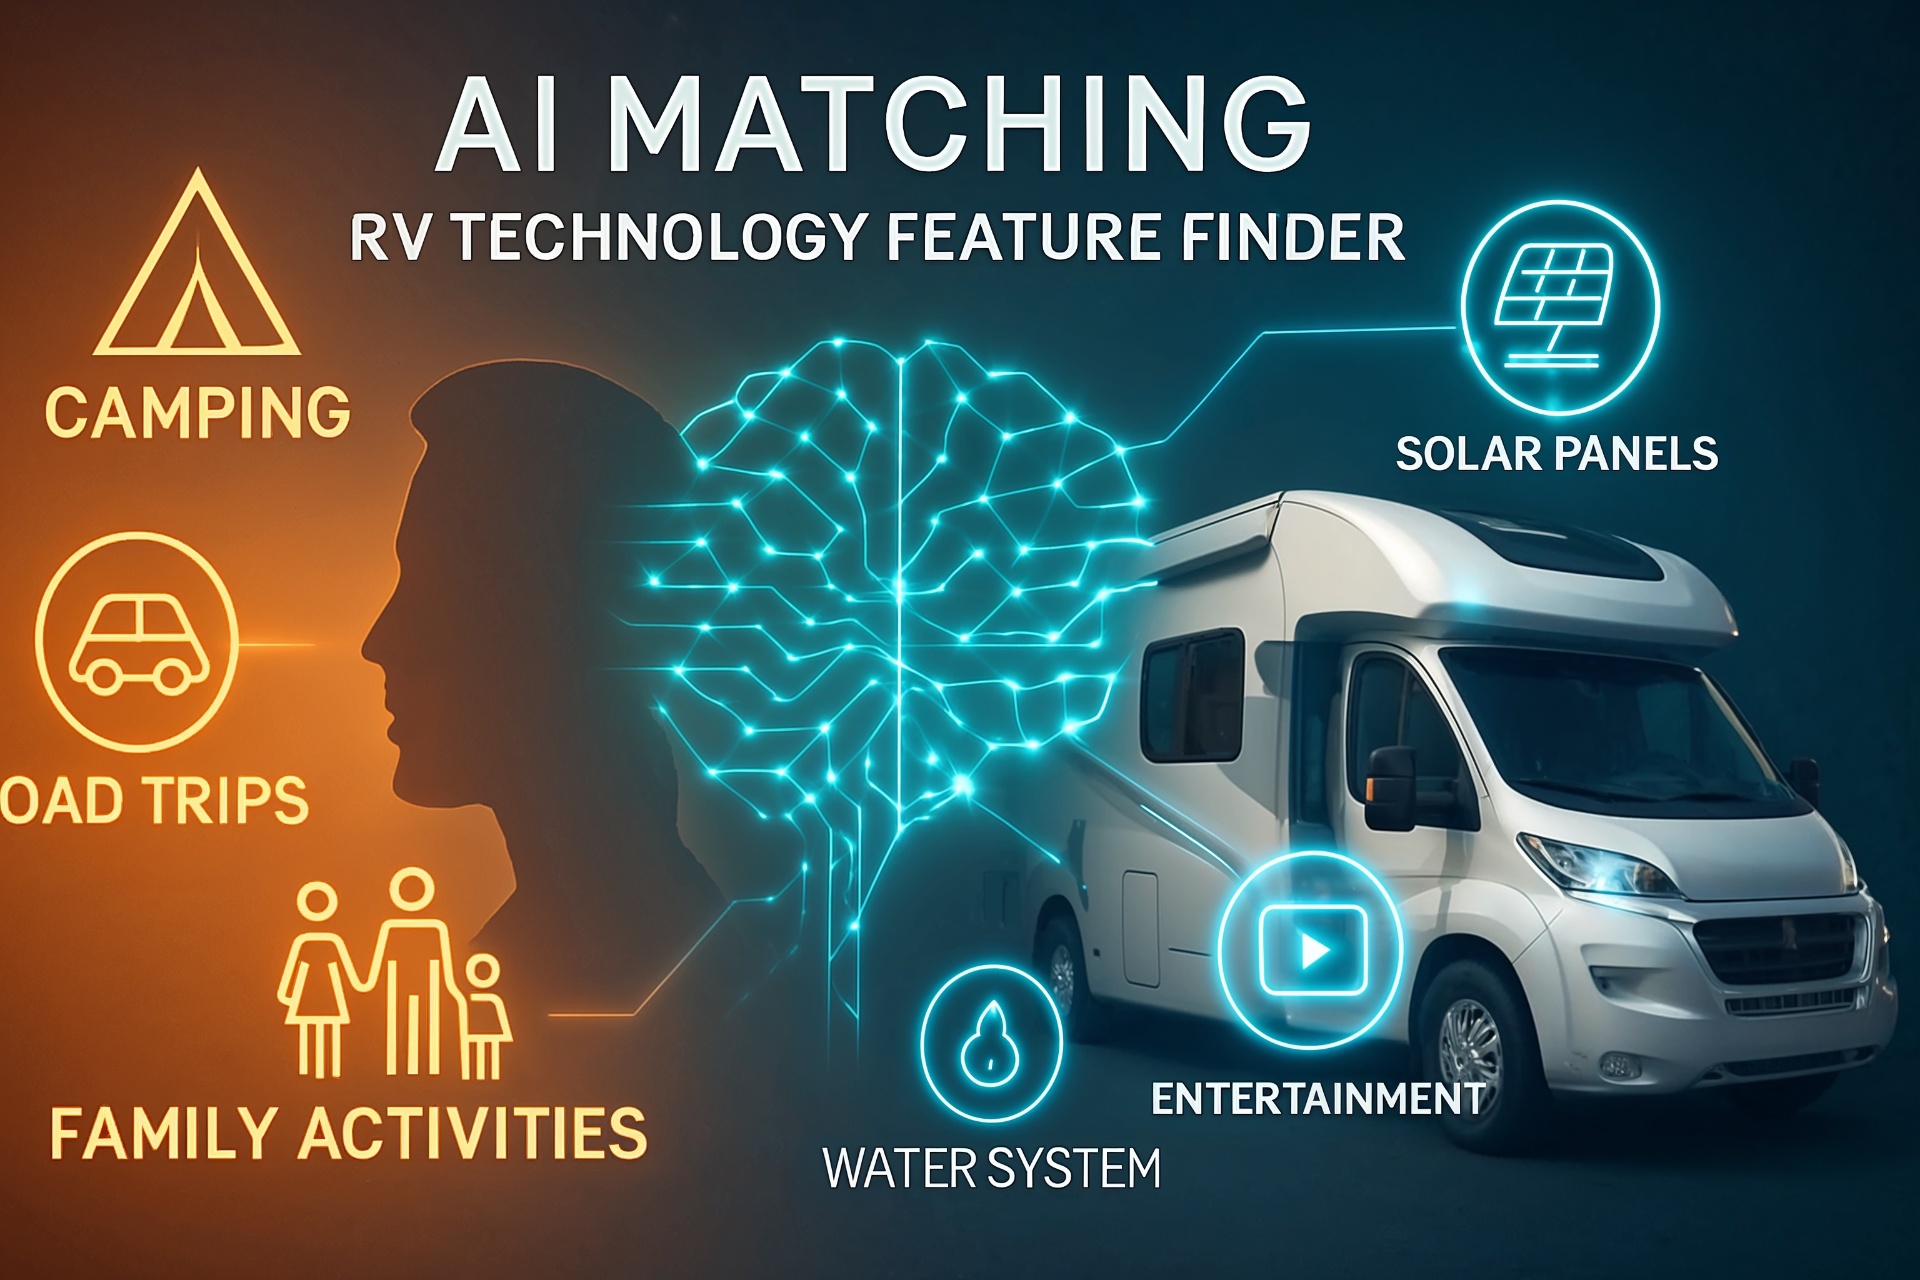 AI MATCHING
RV TECHNOLOGY FEATURE FINDER
CAMPING
SOLAR PANELS
OAD TRIPS
FAMILY ACTIVITIES
ENTERTAINMENT
WATER SYSTEM